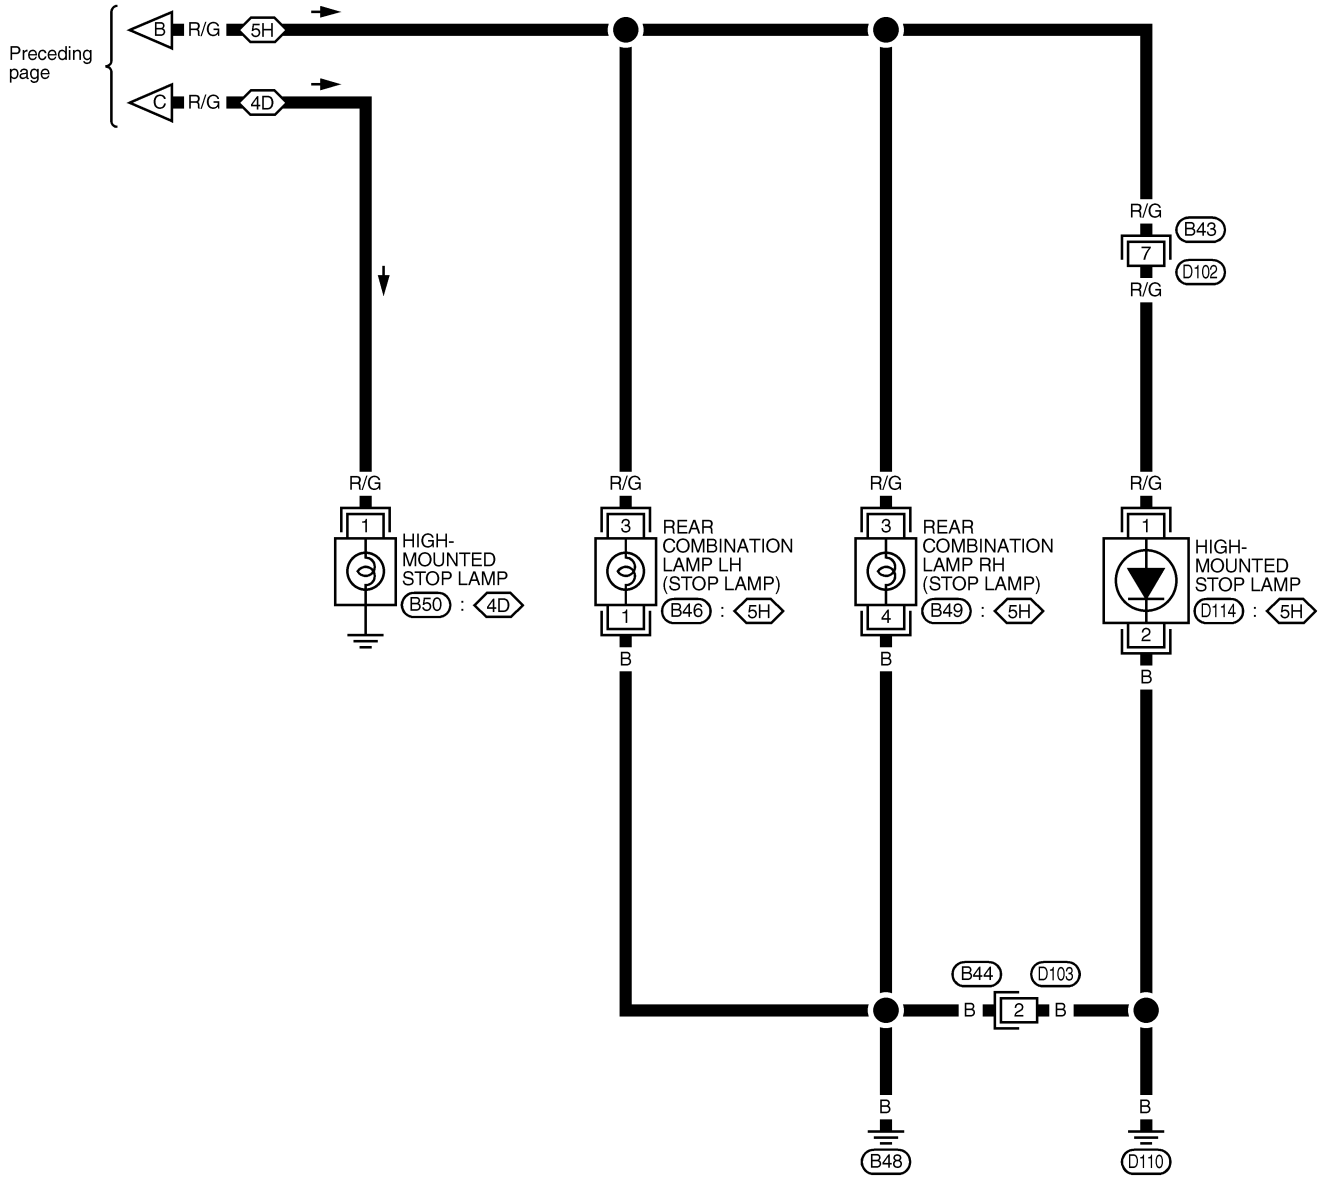 Preceding
page
B R/G 5H
C R/G 4D
R/G
B43
7
D102
R/G
R/G
R/G
R/G
R/G
1
HIGH-
MOUNTED
STOP LAMP
B50 : 4D
3
REAR
COMBINATION
LAMP LH
(STOP LAMP)
B46 : 5H
1
B
3
REAR
COMBINATION
LAMP RH
(STOP LAMP)
B49 : 5H
4
B
1
HIGH-
MOUNTED
STOP LAMP
D114 : 5H
2
B
B44 D103
B 2 B
B
B
B48
D110